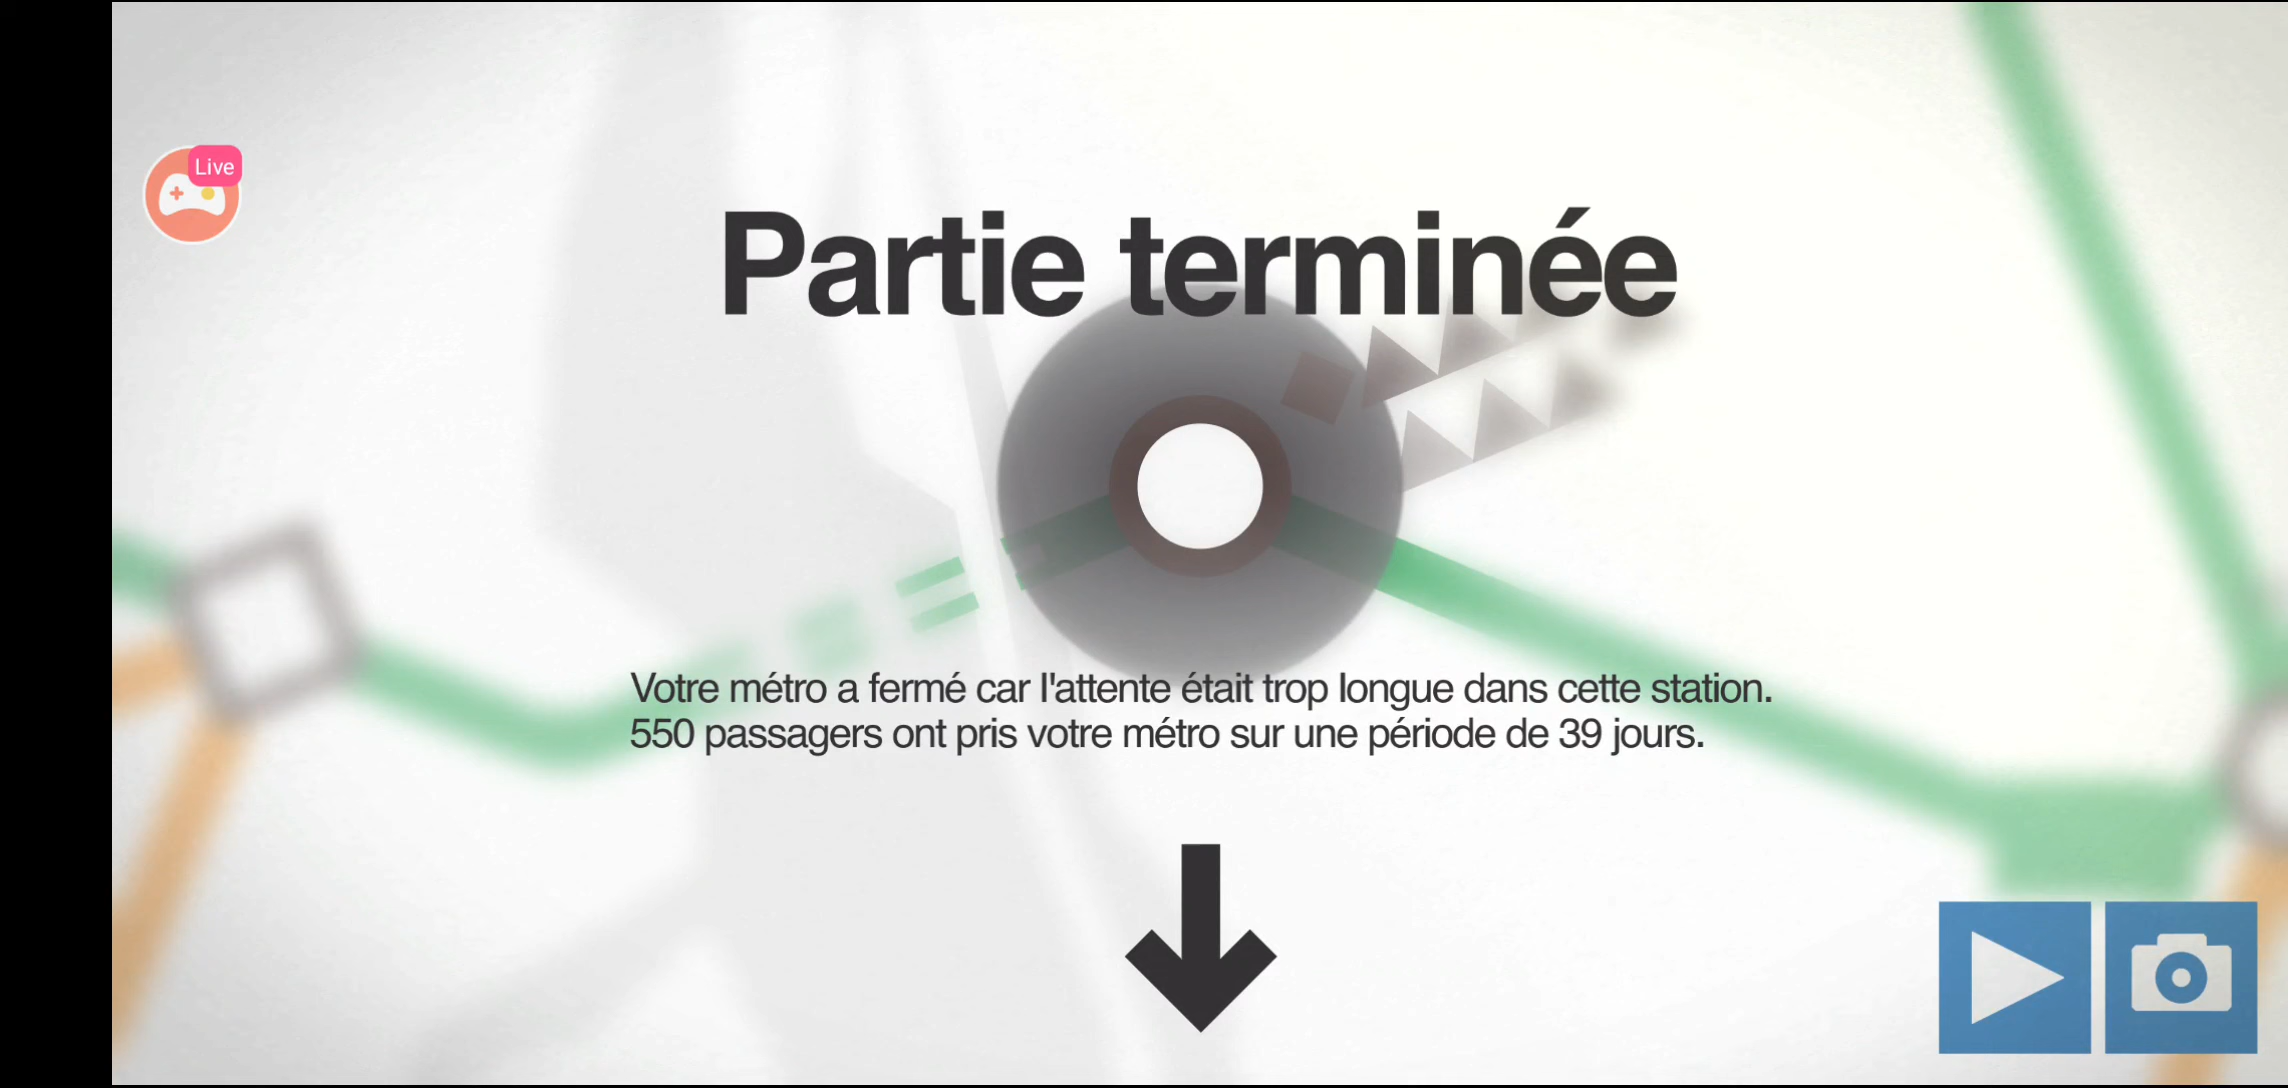 Live
Partie terminée
Votre métro a fermé car l'attente était trop longue dans cette station.
550 passagers ont pris votre métro sur une période de 39 jours.